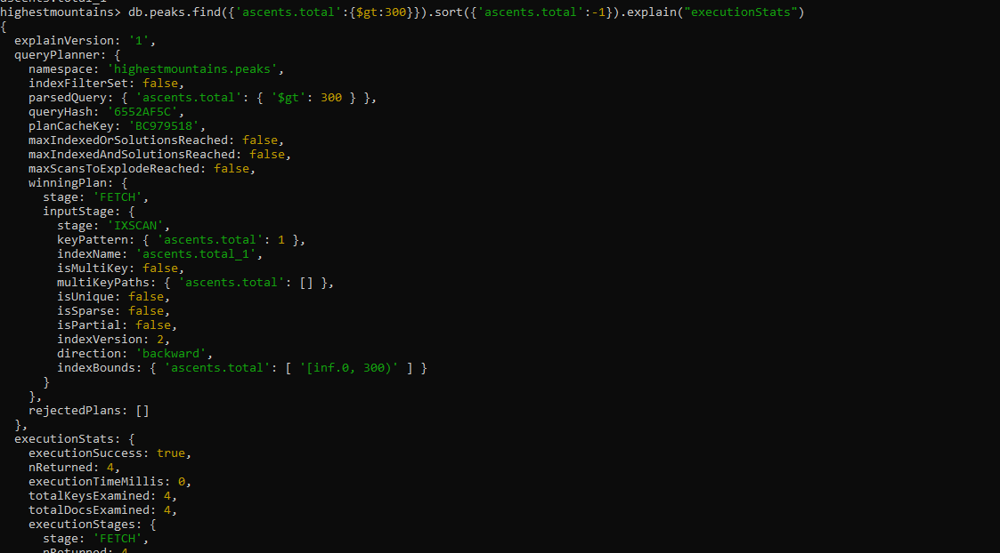 ascents.total_1
highestmountains> db.peaks.find({'ascents.total':{$gt:300}}).sort({'ascents.total':-1}).explain("executionStats")
{
  explainVersion: '1',
  queryPlanner: {
    namespace: 'highestmountains.peaks',
    indexFilterSet: false,
    parsedQuery: { 'ascents.total': { '$gt': 300 } },
    queryHash: '6552AF5C',
    planCacheKey: 'BC979518',
    maxIndexedOrSolutionsReached: false,
    maxIndexedAndSolutionsReached: false,
    maxScansToExplodeReached: false,
    winningPlan: {
      stage: 'FETCH',
      inputStage: {
        stage: 'IXSCAN',
        keyPattern: { 'ascents.total': 1 },
        indexName: 'ascents.total_1',
        isMultiKey: false,
        multiKeyPaths: { 'ascents.total': [] },
        isUnique: false,
        isSparse: false,
        isPartial: false,
        indexVersion: 2,
        direction: 'backward',
        indexBounds: { 'ascents.total': [ '[inf.0, 300)' ] }
      }
    },
    rejectedPlans: []
  },
  executionStats: {
    executionSuccess: true,
    nReturned: 4,
    executionTimeMillis: 0,
    totalKeysExamined: 4,
    totalDocsExamined: 4,
    executionStages: {
      stage: 'FETCH',
      nReturned: 4,